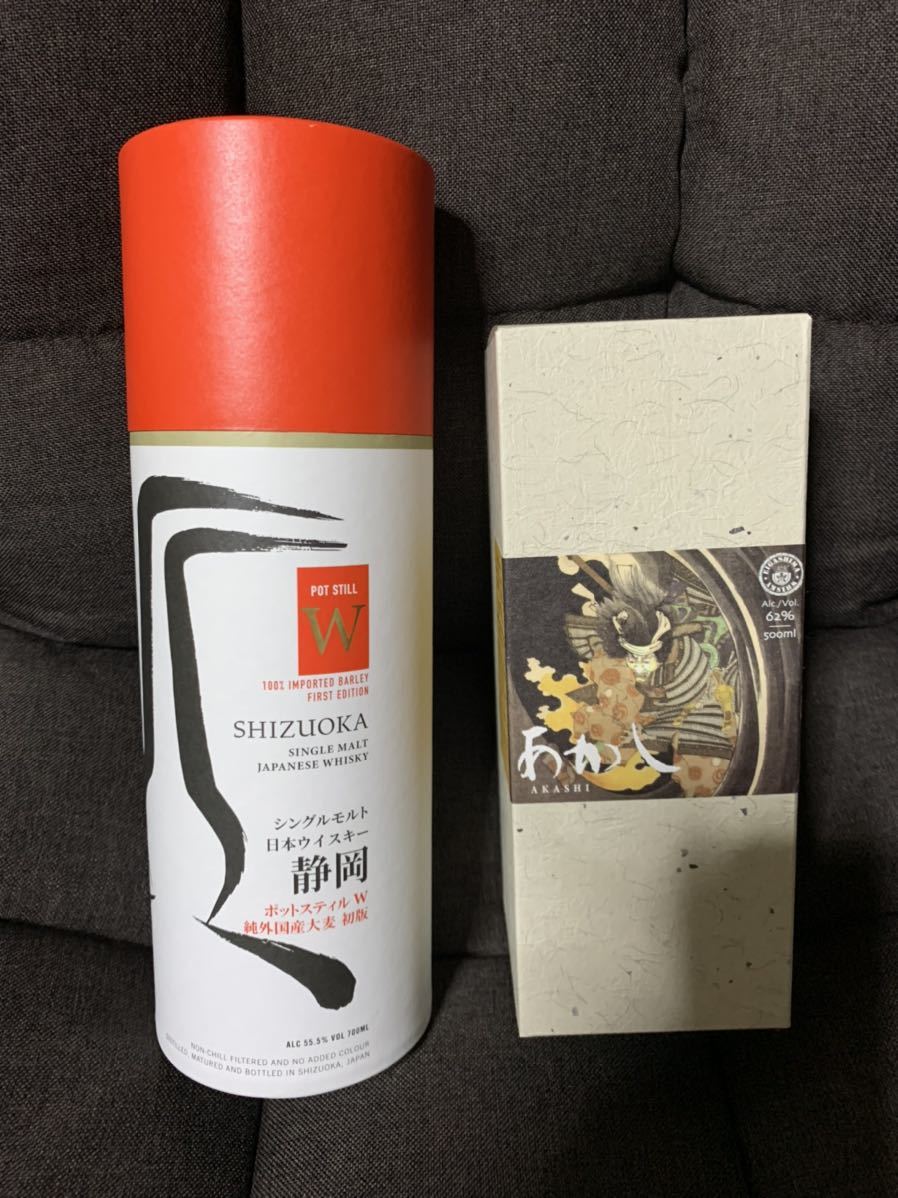 POT STILL
W
100% IMPORTED BARLEY
FIRST EDITION
SHIZUOKA
SINGLE MALT
JAPANESE WHISKY
シングルモルト
日本ウイスキー
静岡
ポットスティル W
純外国産大麦 初版
ALC 55.5% VOL 700ML
NON-CHILL FILTERED AND NO ADDED COLOUR
DISTILLED, MATURED AND BOTTLED IN SHIZUOKA, JAPAN
EIGASHIMA
WHISKY
Alc./Vol.
62%
500ml
あかし
AKASHI